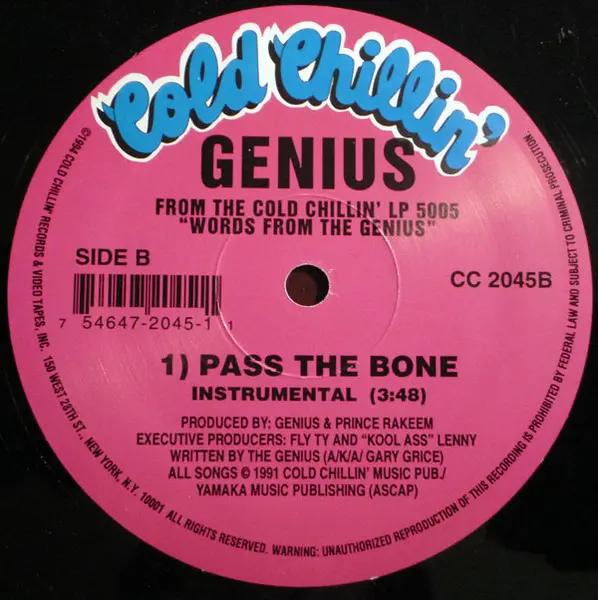 Cold Chillin'
GENIUS
FROM THE COLD CHILLIN' LP 5005
"WORDS FROM THE GENIUS"
SIDE B
CC 2045B
7 54647-2045-1 1
1) PASS THE BONE
INSTRUMENTAL (3:48)
PRODUCED BY: GENIUS & PRINCE RAKEEM
EXECUTIVE PRODUCERS: FLY TY AND "KOOL ASS" LENNY
WRITTEN BY THE GENIUS (A/K/A/ GARY GRICE)
ALL SONGS © 1991 COLD CHILLIN' MUSIC PUB./
YAMAKA MUSIC PUBLISHING (ASCAP)
©1994 COLD CHILLIN' RECORDS & VIDEO TAPES, INC. 150 WEST 28TH ST., NEW YORK, N.Y. 10001 ALL RIGHTS RESERVED. WARNING: UNAUTHORIZED REPRODUCTION OF THIS RECORDING IS PROHIBITED BY FEDERAL LAW AND SUBJECT TO CRIMINAL PROSECUTION.